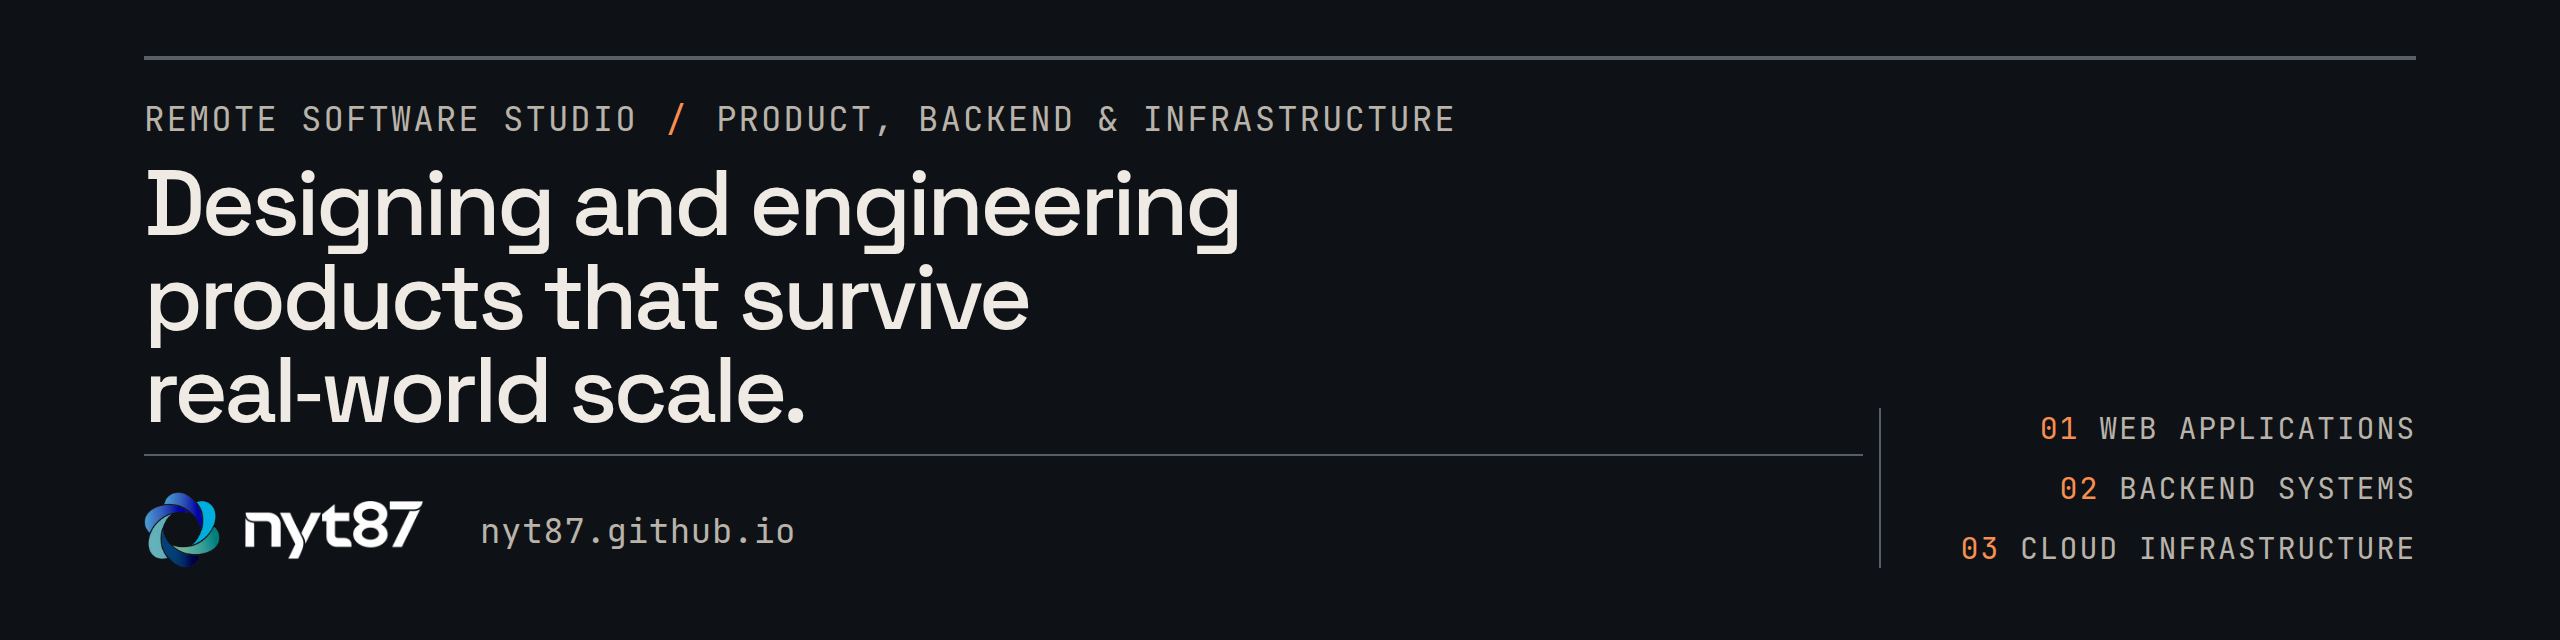 REMOTE SOFTWARE STUDIO / PRODUCT, BACKEND & INFRASTRUCTURE
Designing and engineering
products that survive
real-world scale.
nyt87
nyt87.github.io
01 WEB APPLICATIONS
02 BACKEND SYSTEMS
03 CLOUD INFRASTRUCTURE